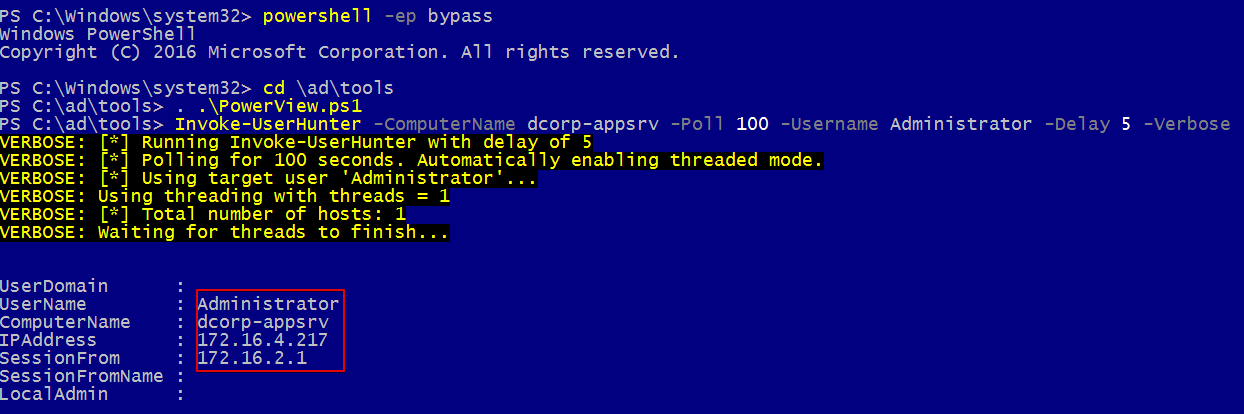 PS C:\Windows\system32> powershell -ep bypass
Windows PowerShell
Copyright (C) 2016 Microsoft Corporation. All rights reserved.
PS C:\Windows\system32> cd \ad\tools
PS C:\ad\tools> . .\PowerView.ps1
PS C:\ad\tools> Invoke-UserHunter -ComputerName dcorp-appsrv -Poll 100 -Username Administrator -Delay 5 -Verbose
VERBOSE: [*] Running Invoke-UserHunter with delay of 5
VERBOSE: [*] Polling for 100 seconds. Automatically enabling threaded mode.
VERBOSE: [*] Using target user 'Administrator'...
VERBOSE: Using threading with threads = 1
VERBOSE: [*] Total number of hosts: 1
VERBOSE: Waiting for threads to finish...
UserDomain      :
UserName        : Administrator
ComputerName    : dcorp-appsrv
IPAddress       : 172.16.4.217
SessionFrom     : 172.16.2.1
SessionFromName :
LocalAdmin      :